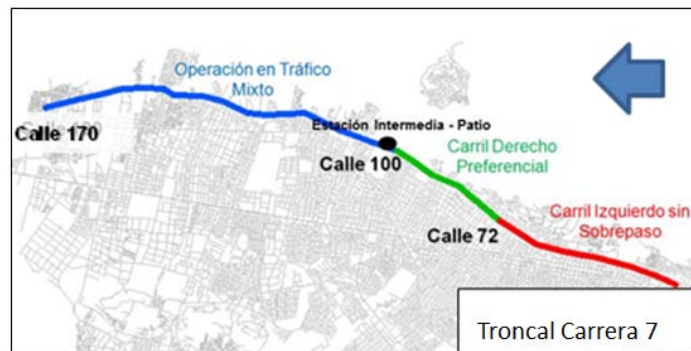 Operación en Tráfico
Mixto
Calle 170
Estación Intermedia - Patio
Calle 100
Carril Derecho
Preferencial
Calle 72
Carril Izquierdo sin
Sobrepaso
Troncal Carrera 7